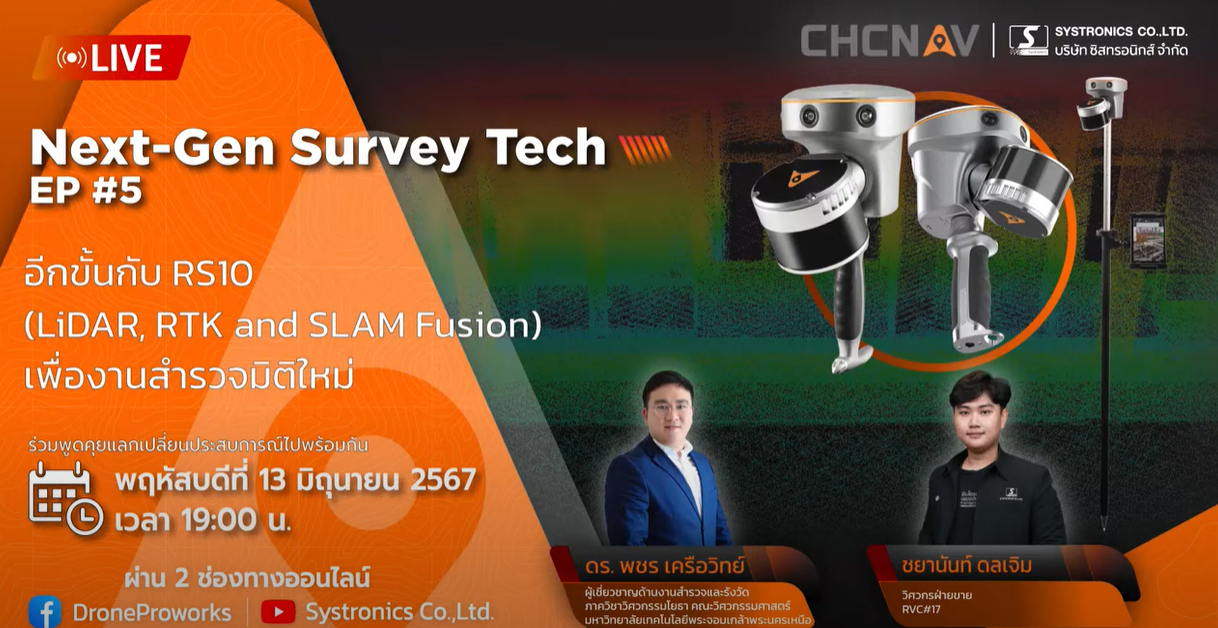 LIVE
CHCNAV
SYSTRONICS CO.,LTD.
บริษัท ซิสทรอนิกส์ จำกัด
Next-Gen Survey Tech
EP #5
อีกขั้นกับ RS10
(LiDAR, RTK and SLAM Fusion)
เพื่องานสำรวจมิติใหม่
ร่วมพูดคุยแลกเปลี่ยนประสบการณ์ไปพร้อมกัน
พฤหัสบดีที่ 13 มิถุนายน 2567
เวลา 19:00 น.
ผ่าน 2 ช่องทางออนไลน์
DroneProworks
Systronics Co,Ltd.
ดร. พชร เครือวิทย์
ผู้เชี่ยวชาญด้านงานสำรวจและรังวัด
ภาควิชาวิศวกรรมโยธา คณะวิศวกรรมศาสตร์
มหาวิทยาลัยเทคโนโลยีพระจอมเกล้าพระนครเหนือ
ชยานันท์ ดลเจิม
วิศวกรฝ่ายขาย
RVC#17